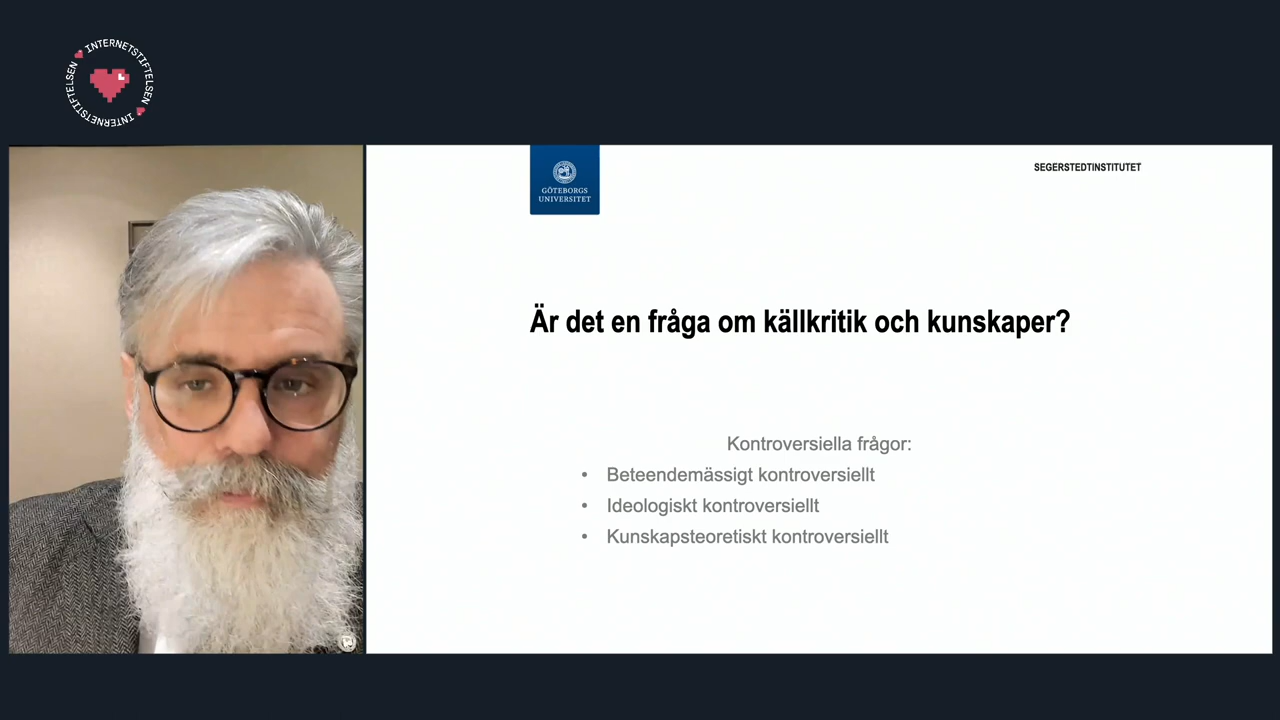 INTERNETSTIFTELSEN INTERNETSTIFTELSEN
GÖTEBORGS
UNIVERSITET
SEGERSTEDTINSTITUTET
Är det en fråga om källkritik och kunskaper?
Kontroversiella frågor:
• Beteendemässigt kontroversiellt
• Ideologiskt kontroversiellt
• Kunskapsteoretiskt kontroversiellt